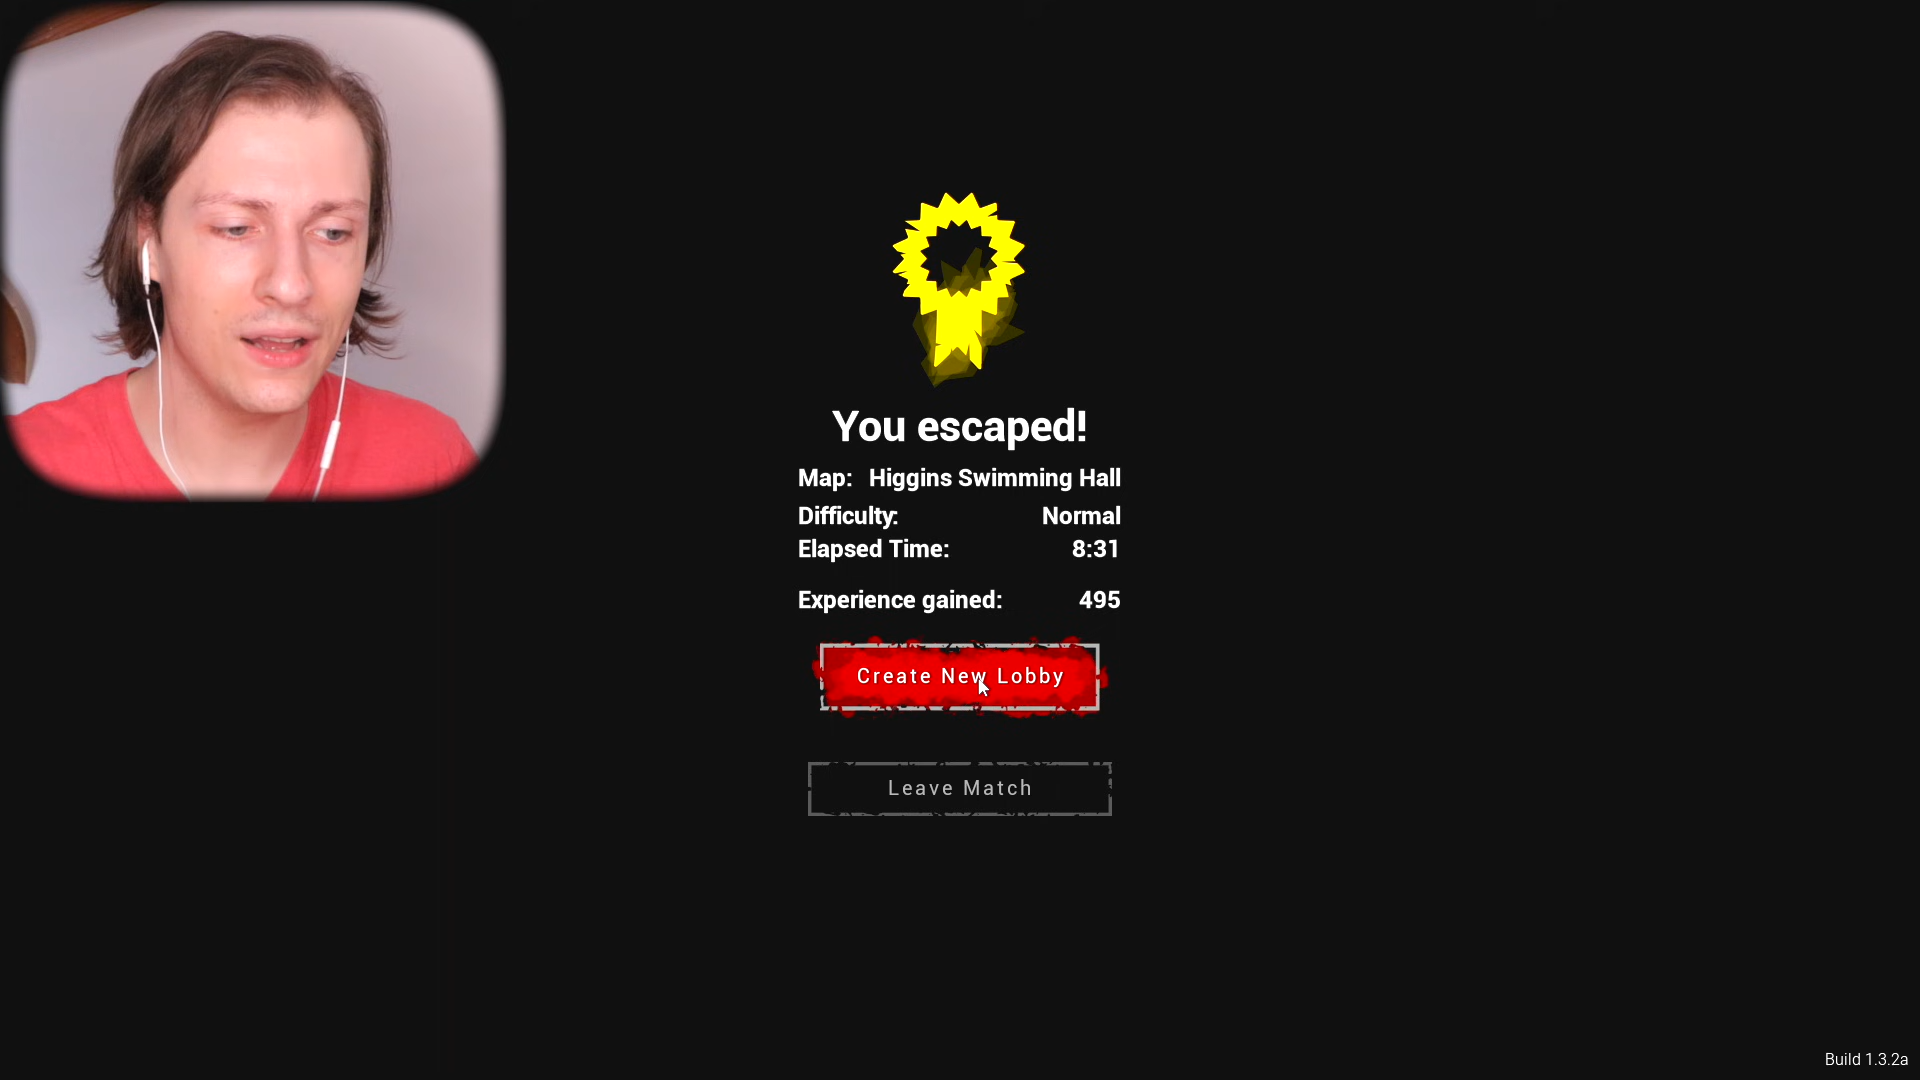 You escaped!
Map: Higgins Swimming Hall
Difficulty: Normal
Elapsed Time: 8:31
Experience gained: 495
Create New Lobby
Leave Match
Build 1.3.2a